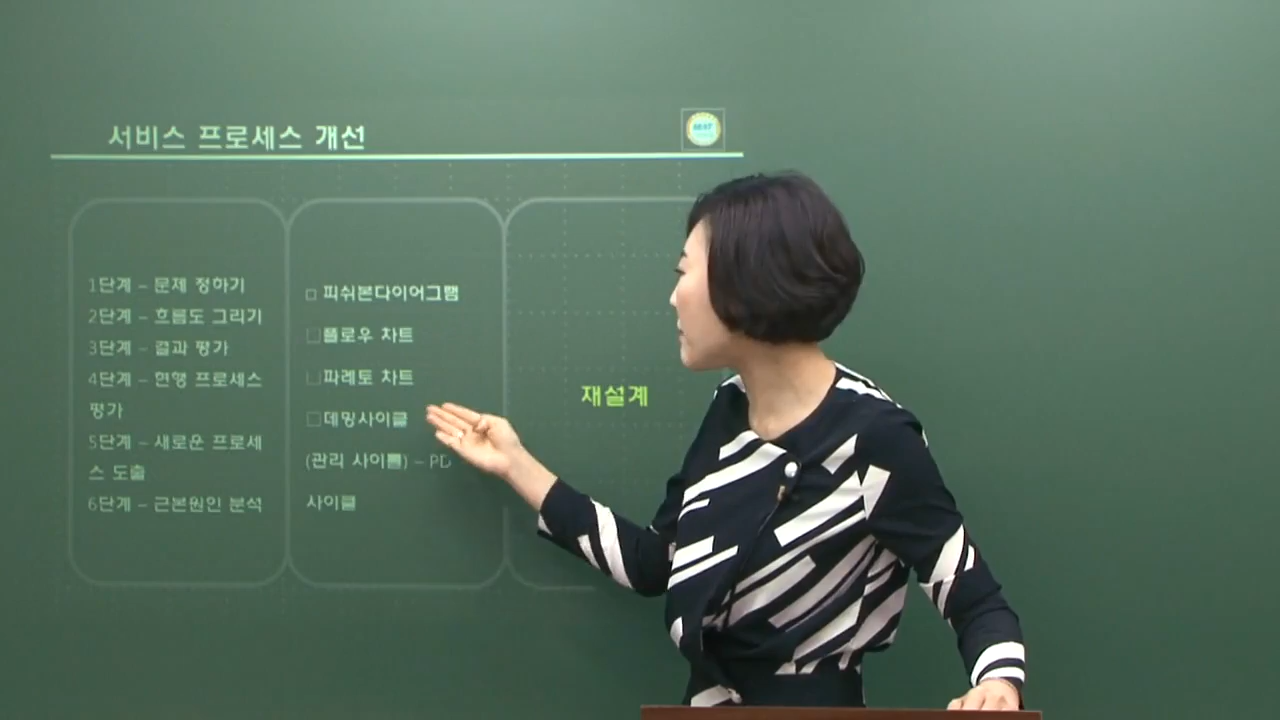 서비스 프로세스 개선
1단계 – 문제 정하기
2단계 – 흐름도 그리기
3단계 – 결과 평가
4단계 – 현행 프로세스
평가
5단계 – 새로운 프로세
스 도출
6단계 – 근본원인 분석
□ 피쉬본다이어그램
□플로우 차트
□파레토 차트
□데밍사이클
(관리 사이틀) – PD
사이클
재설계